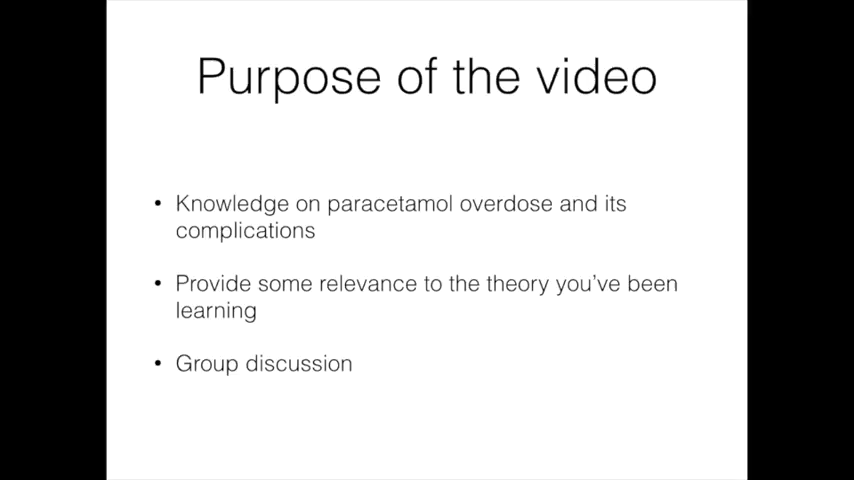 Purpose of the video
• Knowledge on paracetamol overdose and its
complications
• Provide some relevance to the theory you've been
learning
• Group discussion